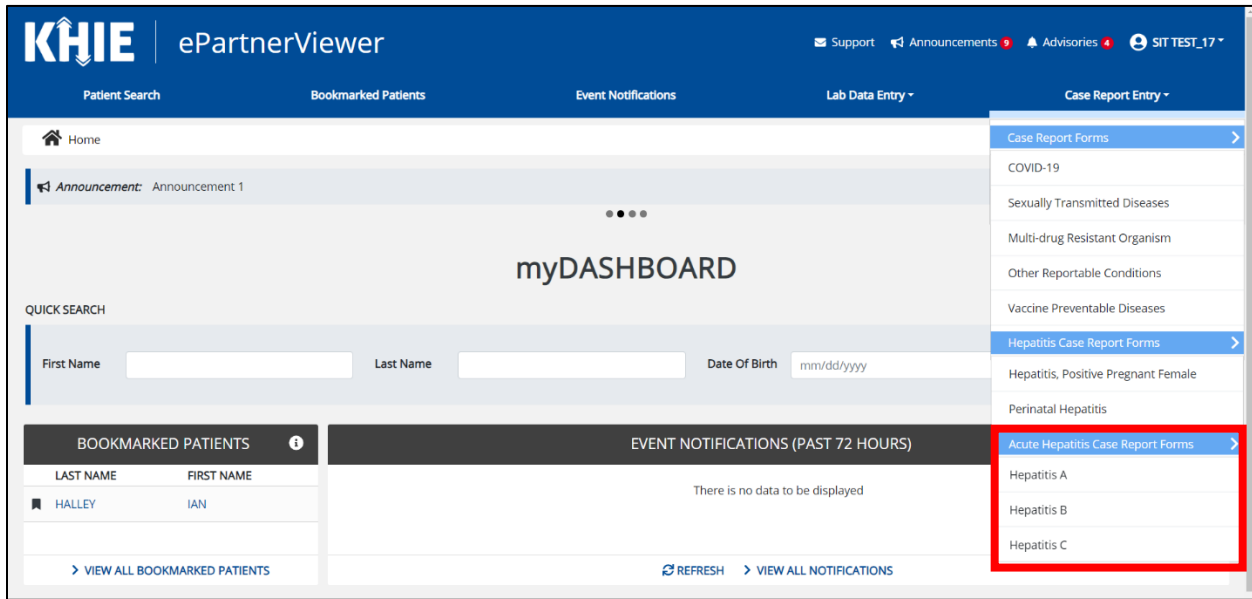 KHIE ePartnerViewer
Support Announcements 9 Advisories 4 SIT TEST_17
Patient Search Bookmarked Patients Event Notifications Lab Data Entry Case Report Entry
Home
Announcement: Announcement 1
myDASHBOARD
QUICK SEARCH
First Name Last Name Date Of Birth mm/dd/yyyy
BOOKMARKED PATIENTS
LAST NAME FIRST NAME
HALLEY IAN
VIEW ALL BOOKMARKED PATIENTS
EVENT NOTIFICATIONS (PAST 72 HOURS)
There is no data to be displayed
REFRESH VIEW ALL NOTIFICATIONS
Case Report Forms
COVID-19
Sexually Transmitted Diseases
Multi-drug Resistant Organism
Other Reportable Conditions
Vaccine Preventable Diseases
Hepatitis Case Report Forms
Hepatitis, Positive Pregnant Female
Perinatal Hepatitis
Acute Hepatitis Case Report Forms
Hepatitis A
Hepatitis B
Hepatitis C